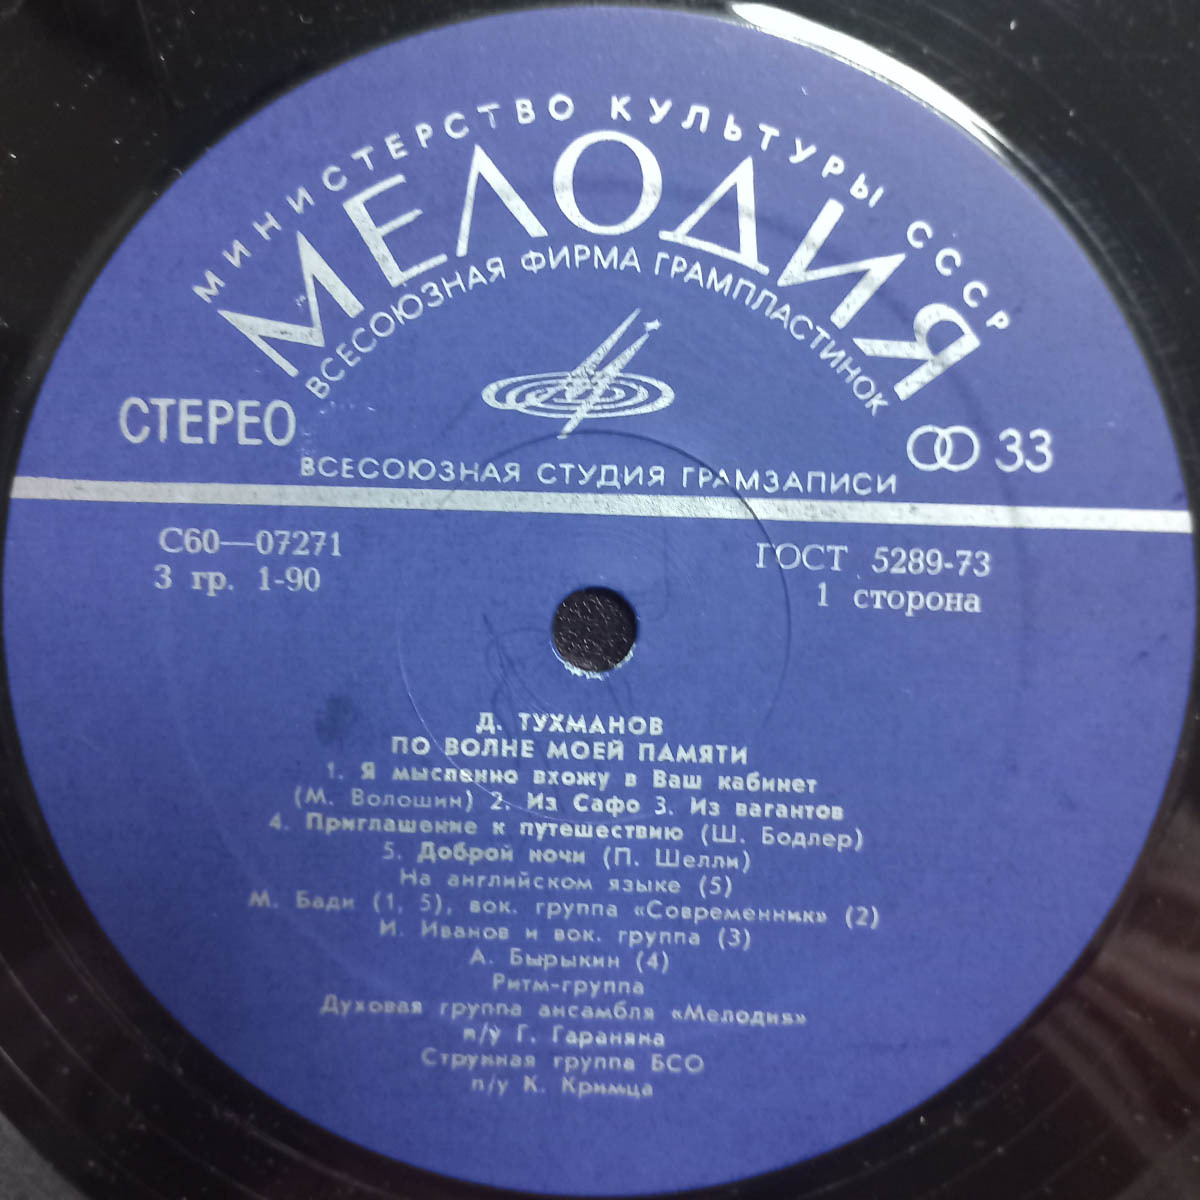 МИНИСТЕРСТВО КУЛЬТУРЫ СССР
МЕЛОДИЯ
ВСЕСОЮЗНАЯ ФИРМА ГРАМПЛАСТИНОК
СТЕРЕО
33
ВСЕСОЮЗНАЯ СТУДИЯ ГРАМЗАПИСИ
С60—07271
ГОСТ 5289-73
3 гр. 1-90
1 сторона
Д. ТУХМАНОВ
ПО ВОЛНЕ МОЕЙ ПАМЯТИ
1. Я мысленно вхожу в Ваш кабинет
(М. Волошин) 2. Из Сафо 3. Из вагантов
4. Приглашение к путешествию (Ш. Бодлер)
5. Доброй ночи (П. Шелли)
На английском языке (5)
М. Бади (1, 5), вок. группа «Современник» (2)
И. Иванов и вок. группа (3)
А. Бырыкин (4)
Ритм-группа
Духовая группа ансамбля «Мелодия»
п/у Г. Гараняна
Струнная группа БСО
п/у К. Кримца